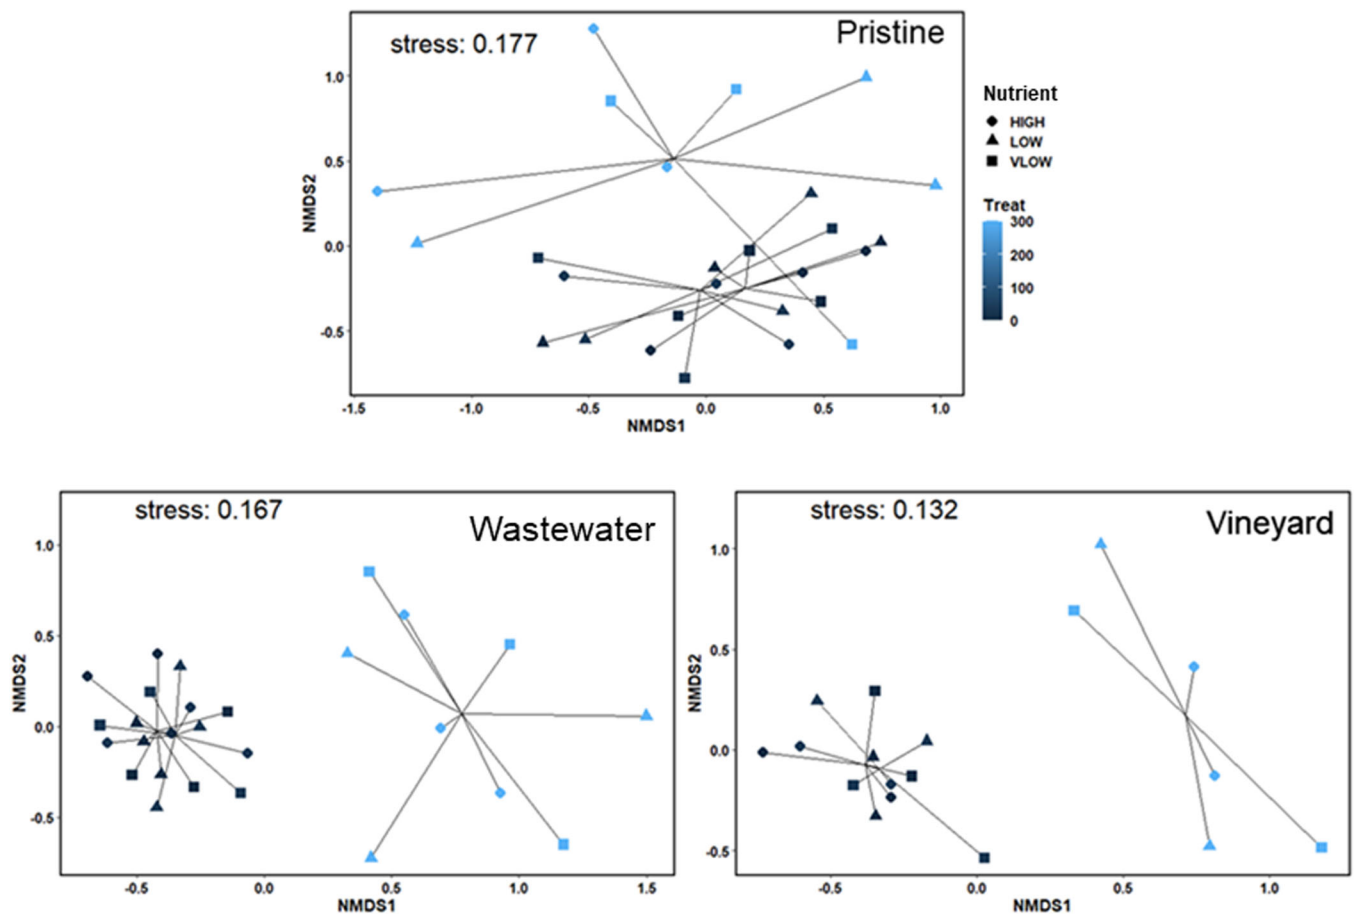 stress: 0.177
Pristine
1.0
0.5
0.0
-0.5
NMDS2
-1.5
-1.0
-0.5
0.0
0.5
1.0
NMDS1
Nutrient
HIGH
LOW
VLOW
Treat
300
200
100
0
stress: 0.167
Wastewater
1.0
0.5
0.0
-0.5
NMDS2
-0.5
0.0
0.5
1.0
1.5
NMDS1
stress: 0.132
Vineyard
1.0
0.5
0.0
-0.5
NMDS2
-0.5
0.0
0.5
1.0
NMDS1